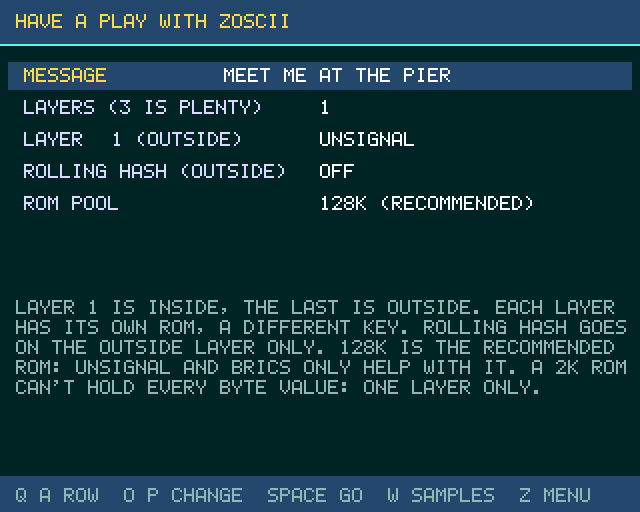 HAVE A PLAY WITH ZOSCII
MESSAGE MEET ME AT THE PIER
LAYERS (3 IS PLENTY) 1
LAYER 1 (OUTSIDE) UNSIGNAL
ROLLING HASH (OUTSIDE) OFF
ROM POOL 128K (RECOMMENDED)
LAYER 1 IS INSIDE, THE LAST IS OUTSIDE. EACH LAYER
HAS ITS OWN ROM, A DIFFERENT KEY. ROLLING HASH GOES
ON THE OUTSIDE LAYER ONLY. 128K IS THE RECOMMENDED
ROM: UNSIGNAL AND BRICS ONLY HELP WITH IT. A 2K ROM
CAN'T HOLD EVERY BYTE VALUE: ONE LAYER ONLY.
Q A ROW O P CHANGE SPACE GO W SAMPLES Z MENU